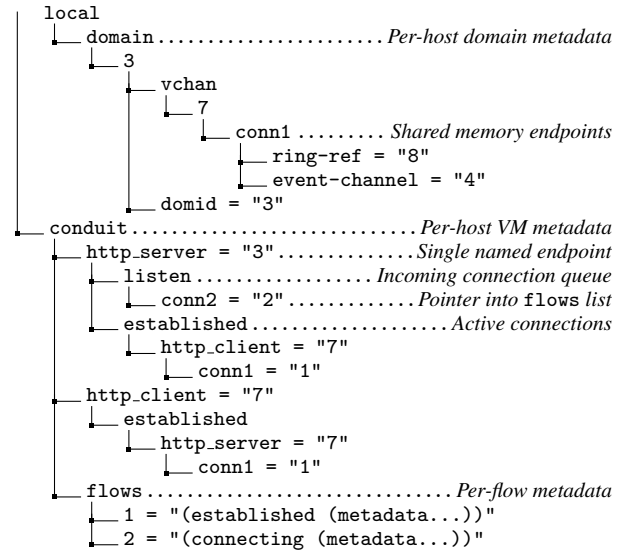 local
domain ........................ Per-host domain metadata
3
vchan
7
conn1 ......... Shared memory endpoints
ring-ref = "8"
event-channel = "4"
domid = "3"
conduit .............................. Per-host VM metadata
http_server = "3" .............. Single named endpoint
listen ................... Incoming connection queue
conn2 = "2" ............. Pointer into flows list
established .................... Active connections
http_client = "7"
conn1 = "1"
http_client = "7"
established
http_server = "7"
conn1 = "1"
flows ................................ Per-flow metadata
1 = "(established (metadata...))"
2 = "(connecting (metadata...))"